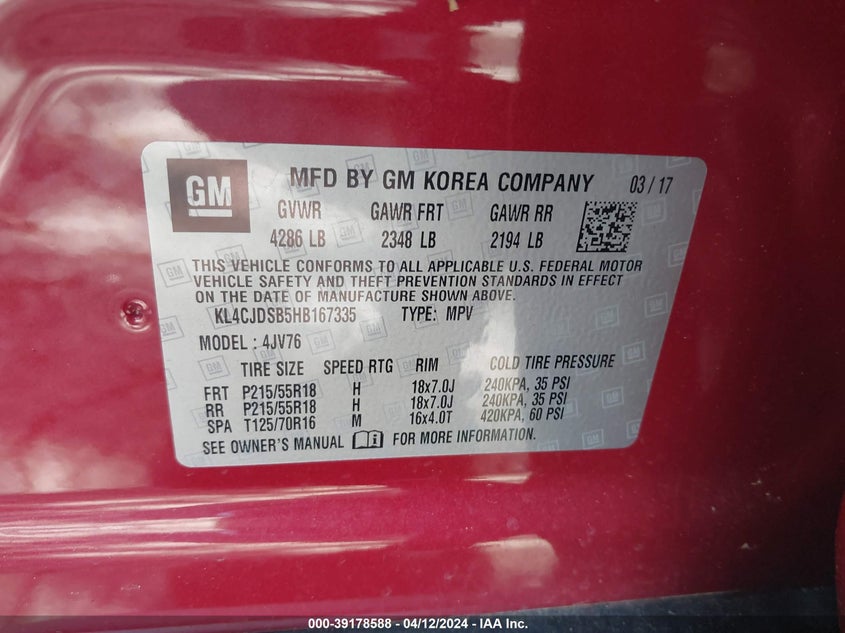 GM MFD BY GM KOREA COMPANY 03 / 17
GVWR GAWR FRT GAWR RR
4286 LB 2348 LB 2194 LB
THIS VEHICLE CONFORMS TO ALL APPLICABLE U.S. FEDERAL MOTOR
VEHICLE SAFETY AND THEFT PREVENTION STANDARDS IN EFFECT
ON THE DATE OF MANUFACTURE SHOWN ABOVE.
KL4CJDSB5HB167335 TYPE: MPV
MODEL : 4JV76
TIRE SIZE SPEED RTG RIM COLD TIRE PRESSURE
FRT P215/55R18 H 18x7.0J 240KPA, 35 PSI
RR P215/55R18 H 18x7.0J 240KPA, 35 PSI
SPA T125/70R16 M 16x4.0T 420KPA, 60 PSI
SEE OWNER'S MANUAL FOR MORE INFORMATION.
000-39178588 - 04/12/2024 - IAA Inc.